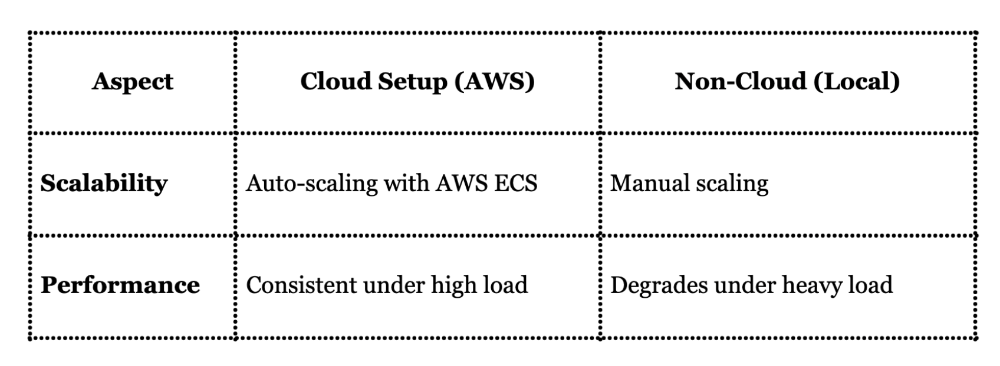 Aspect
Cloud Setup (AWS)
Non-Cloud (Local)
Scalability
Auto-scaling with AWS ECS
Manual scaling
Performance
Consistent under high load
Degrades under heavy load